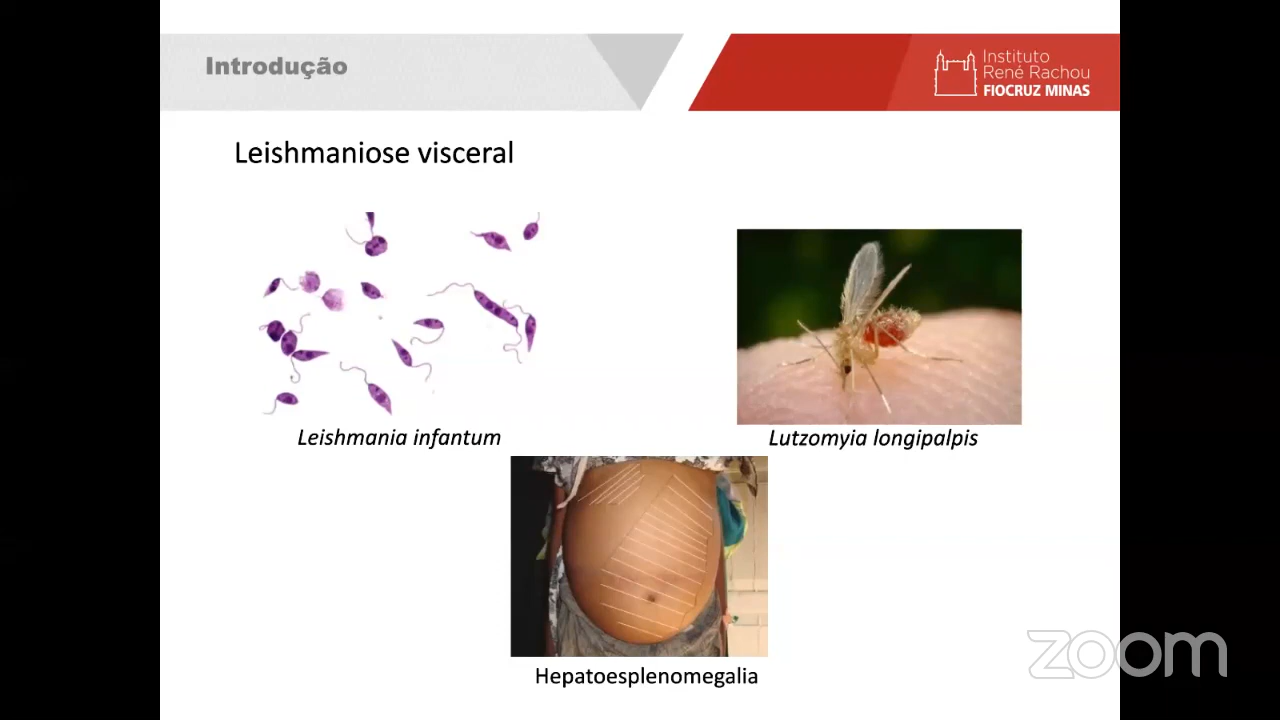 Introdução
Instituto
René Rachou
FIOCRUZ MINAS
Leishmaniose visceral
Leishmania infantum
Lutzomyia longipalpis
Hepatoesplenomegalia
zoom